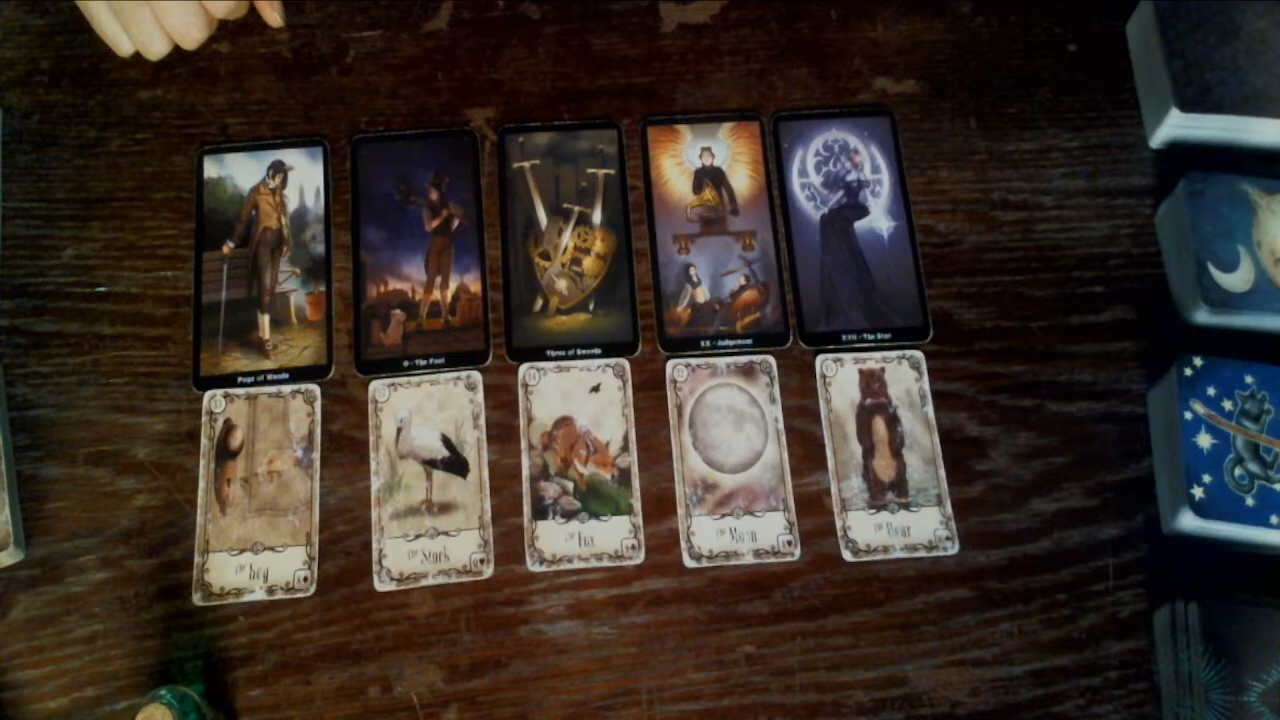 Page of Wands
0 - The Fool
Three of Swords
XX - Judgement
XVII - The Star
The Key
The Stork
The Fox
The Moon
The Bear